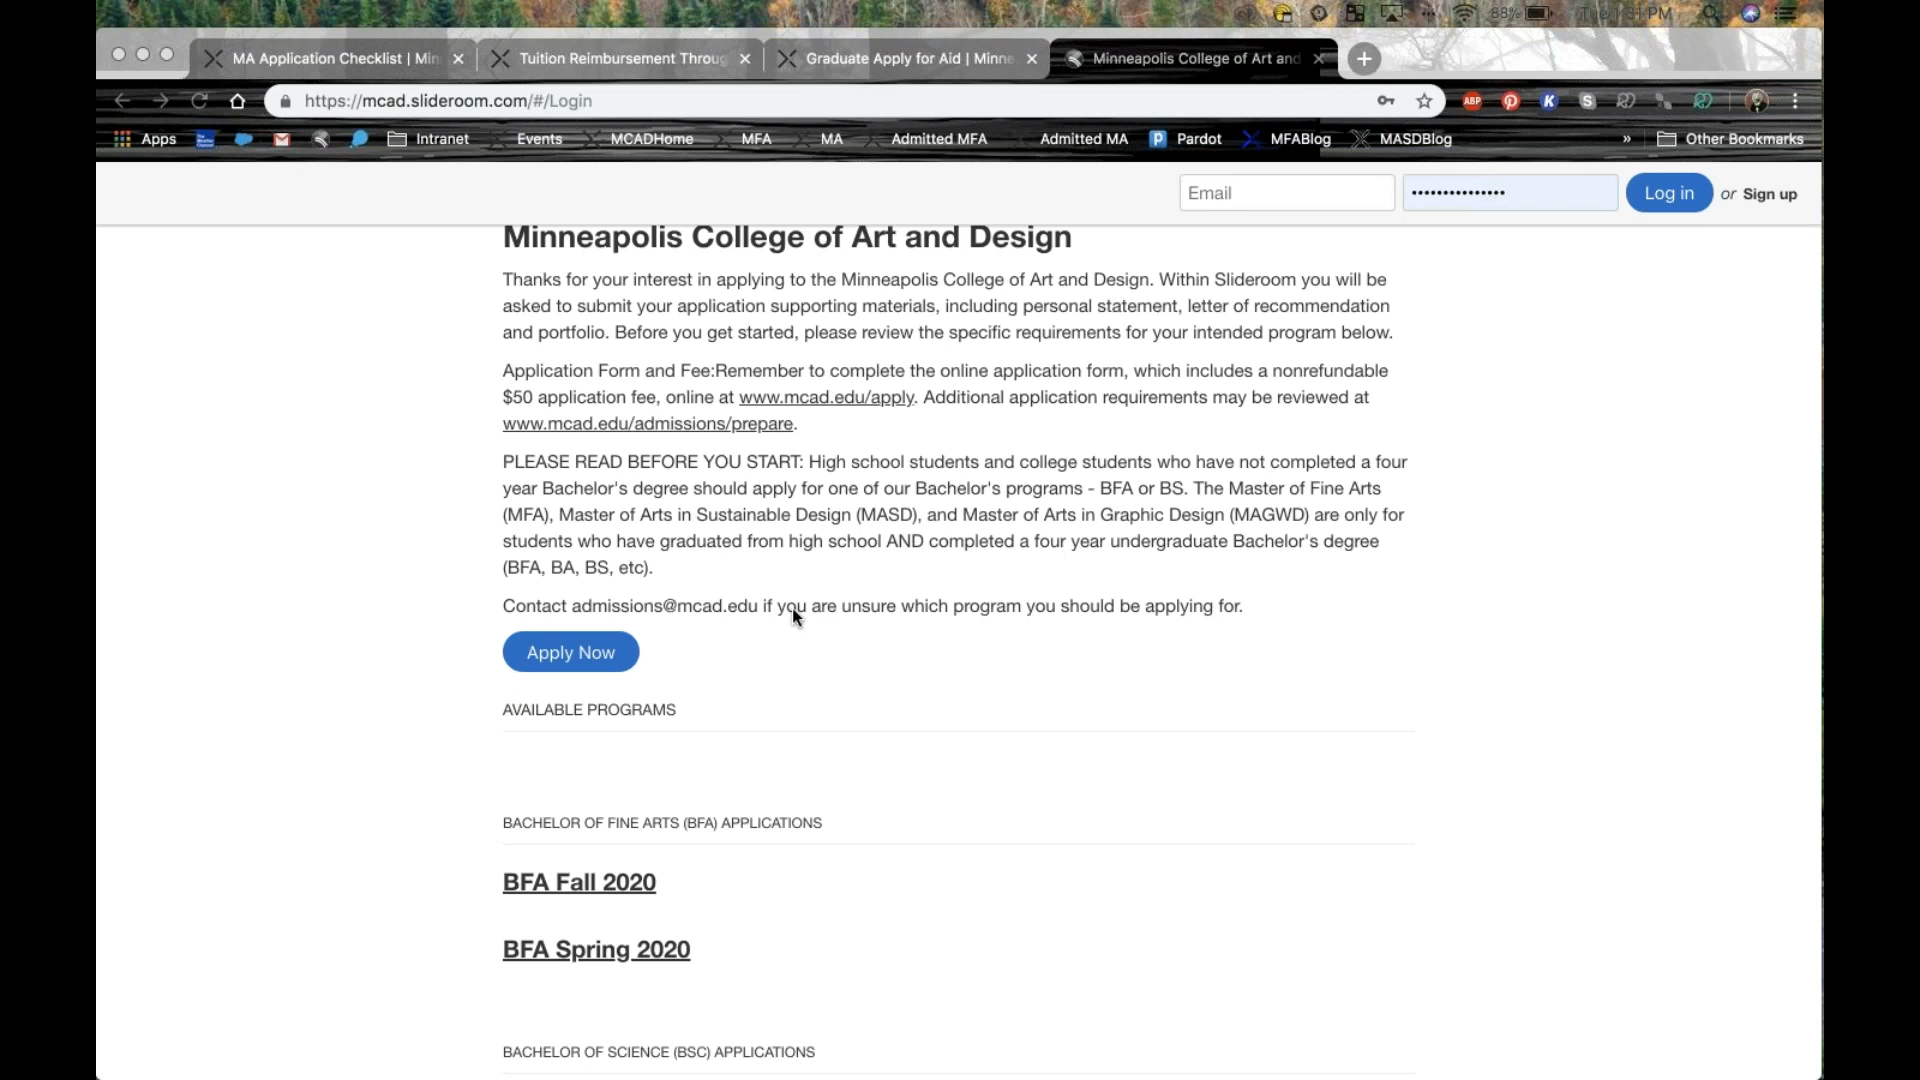 88% Tue 1:31 PM
MA Application Checklist | Min
Tuition Reimbursement Throug
Graduate Apply for Aid | Minne
Minneapolis College of Art and
https://mcad.slideroom.com/#/Login
ABP
K
S
Apps
Intranet
Events
MCADHome
MFA
MA
Admitted MFA
Admitted MA
P
Pardot
MFABlog
MASDBlog
»
Other Bookmarks
Email
•••••••••••••••
Log in
or Sign up
Minneapolis College of Art and Design
Thanks for your interest in applying to the Minneapolis College of Art and Design. Within Slideroom you will be
asked to submit your application supporting materials, including personal statement, letter of recommendation
and portfolio. Before you get started, please review the specific requirements for your intended program below.
Application Form and Fee:Remember to complete the online application form, which includes a nonrefundable
$50 application fee, online at www.mcad.edu/apply. Additional application requirements may be reviewed at
www.mcad.edu/admissions/prepare.
PLEASE READ BEFORE YOU START: High school students and college students who have not completed a four
year Bachelor's degree should apply for one of our Bachelor's programs - BFA or BS. The Master of Fine Arts
(MFA), Master of Arts in Sustainable Design (MASD), and Master of Arts in Graphic Design (MAGWD) are only for
students who have graduated from high school AND completed a four year undergraduate Bachelor's degree
(BFA, BA, BS, etc).
Contact admissions@mcad.edu if you are unsure which program you should be applying for.
Apply Now
AVAILABLE PROGRAMS
BACHELOR OF FINE ARTS (BFA) APPLICATIONS
BFA Fall 2020
BFA Spring 2020
BACHELOR OF SCIENCE (BSC) APPLICATIONS